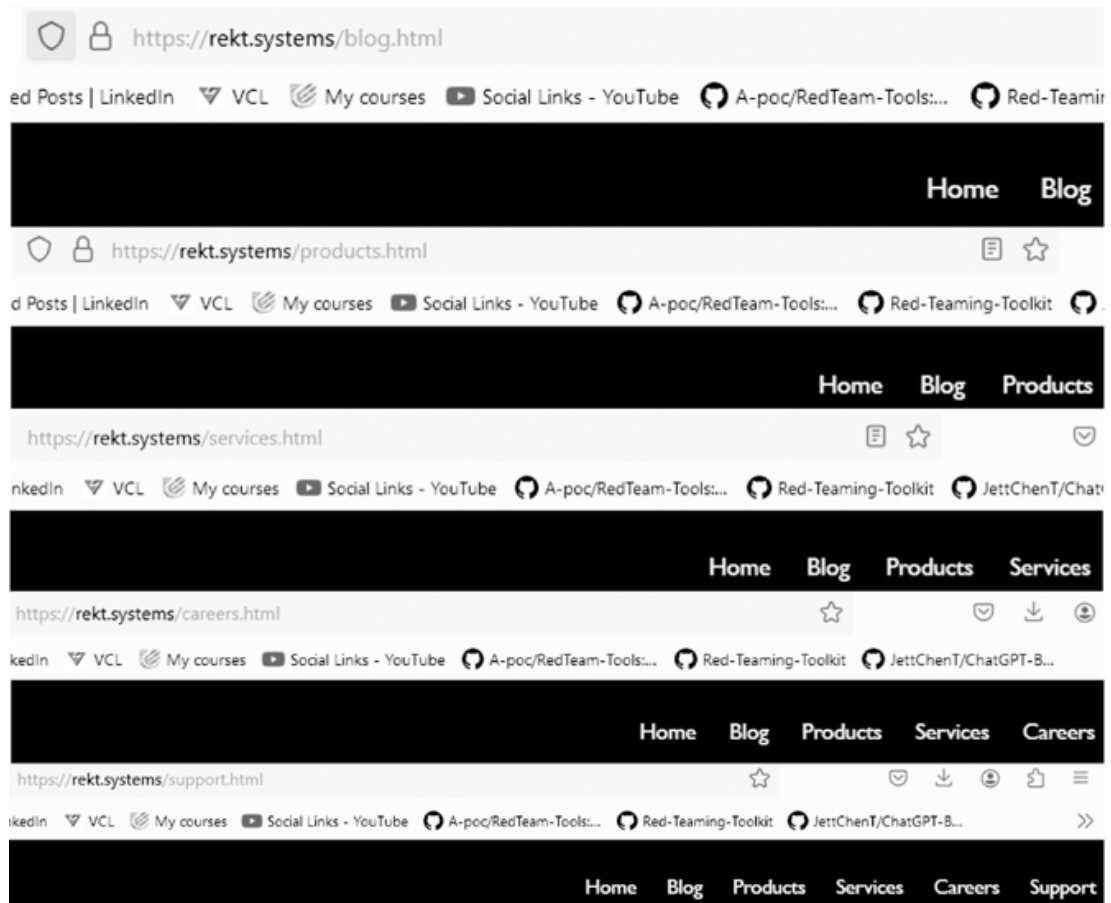 https://rekt.systems/blog.html
ed Posts | LinkedIn VCL My courses Social Links - YouTube A-poc/RedTeam-Tools:... Red-Teamin
Home Blog
https://rekt.systems/products.html
d Posts | LinkedIn VCL My courses Social Links - YouTube A-poc/RedTeam-Tools:... Red-Teaming-Toolkit
Home Blog Products
https://rekt.systems/services.html
nkedIn VCL My courses Social Links - YouTube A-poc/RedTeam-Tools:... Red-Teaming-Toolkit JettChenT/Chat
Home Blog Products Services
https://rekt.systems/careers.html
kedIn VCL My courses Social Links - YouTube A-poc/RedTeam-Tools:... Red-Teaming-Toolkit JettChenT/ChatGPT-B...
Home Blog Products Services Careers
https://rekt.systems/support.html
kedIn VCL My courses Social Links - YouTube A-poc/RedTeam-Tools:... Red-Teaming-Toolkit JettChenT/ChatGPT-B...
Home Blog Products Services Careers Support